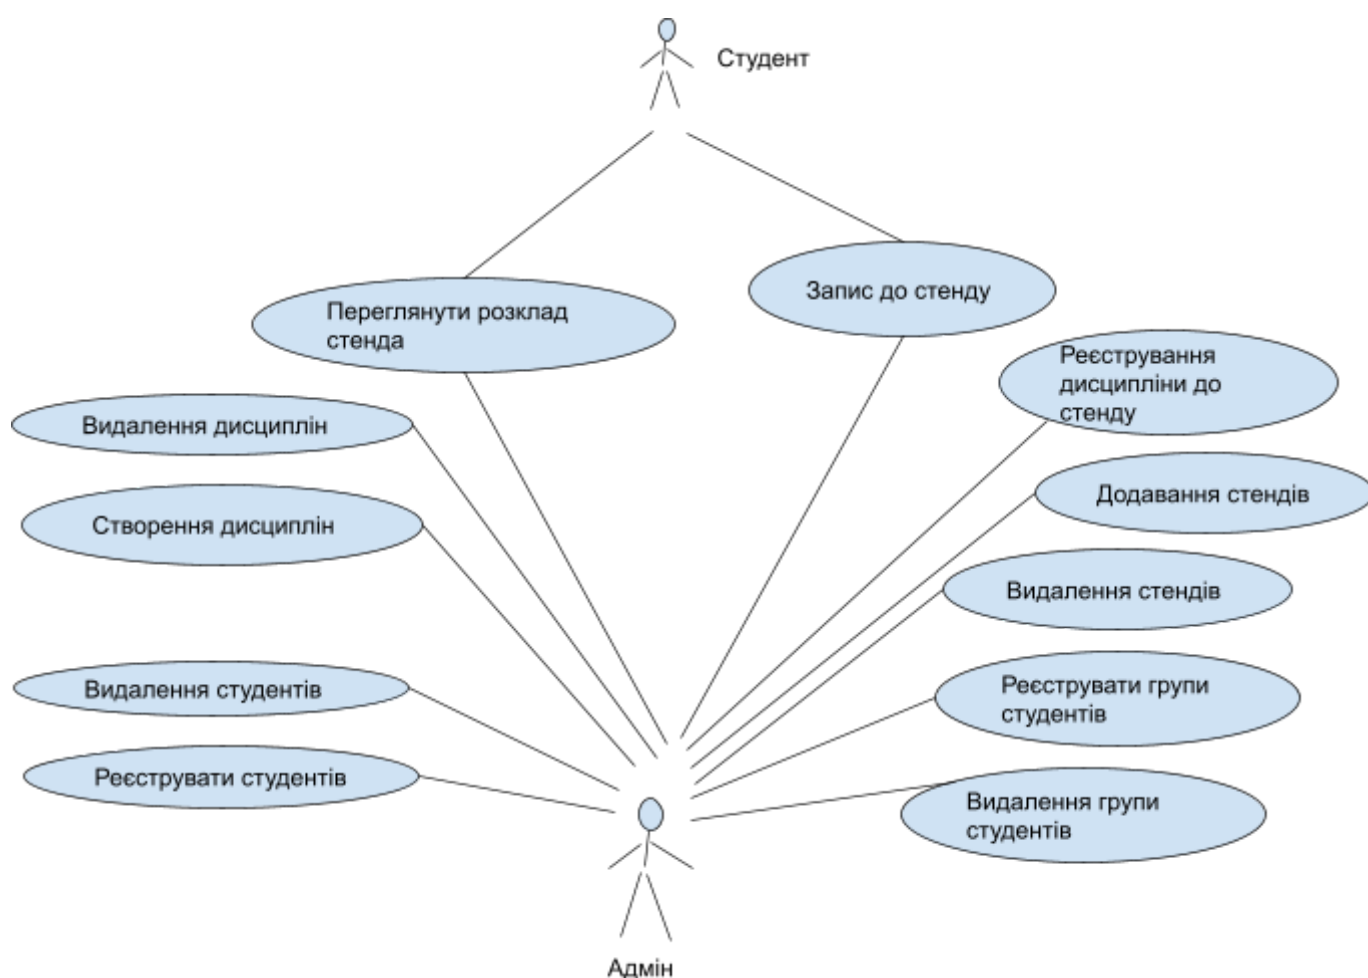 Студент
Переглянути розклад
стенда
Запис до стенду
Реєстрування
дисципліни до
стенду
Видалення дисциплін
Додавання стендів
Створення дисциплін
Видалення стендів
Видалення студентів
Реєструвати групи
студентів
Реєструвати студентів
Видалення групи
студентів
Адмін